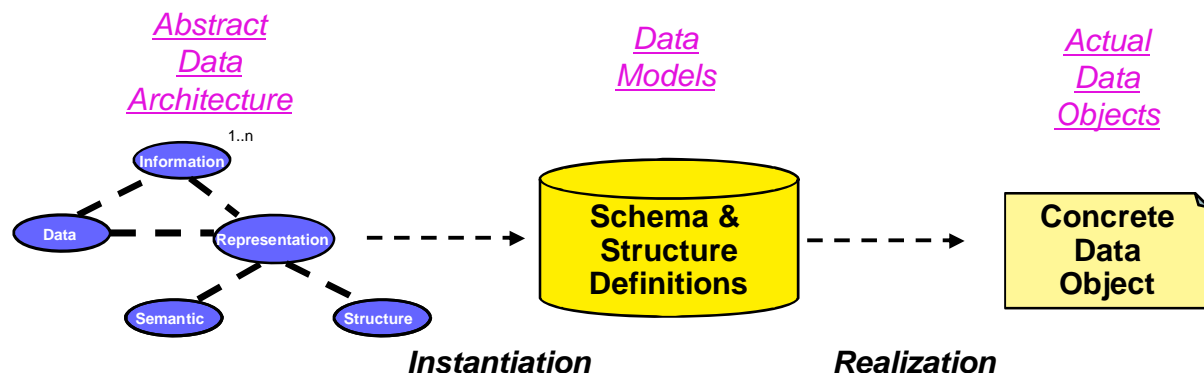 Abstract
Data
Architecture
1..n
Information
Data
Representation
Semantic
Structure
Instantiation
Data
Models
Schema &
Structure
Definitions
Realization
Actual
Data
Objects
Concrete
Data
Object